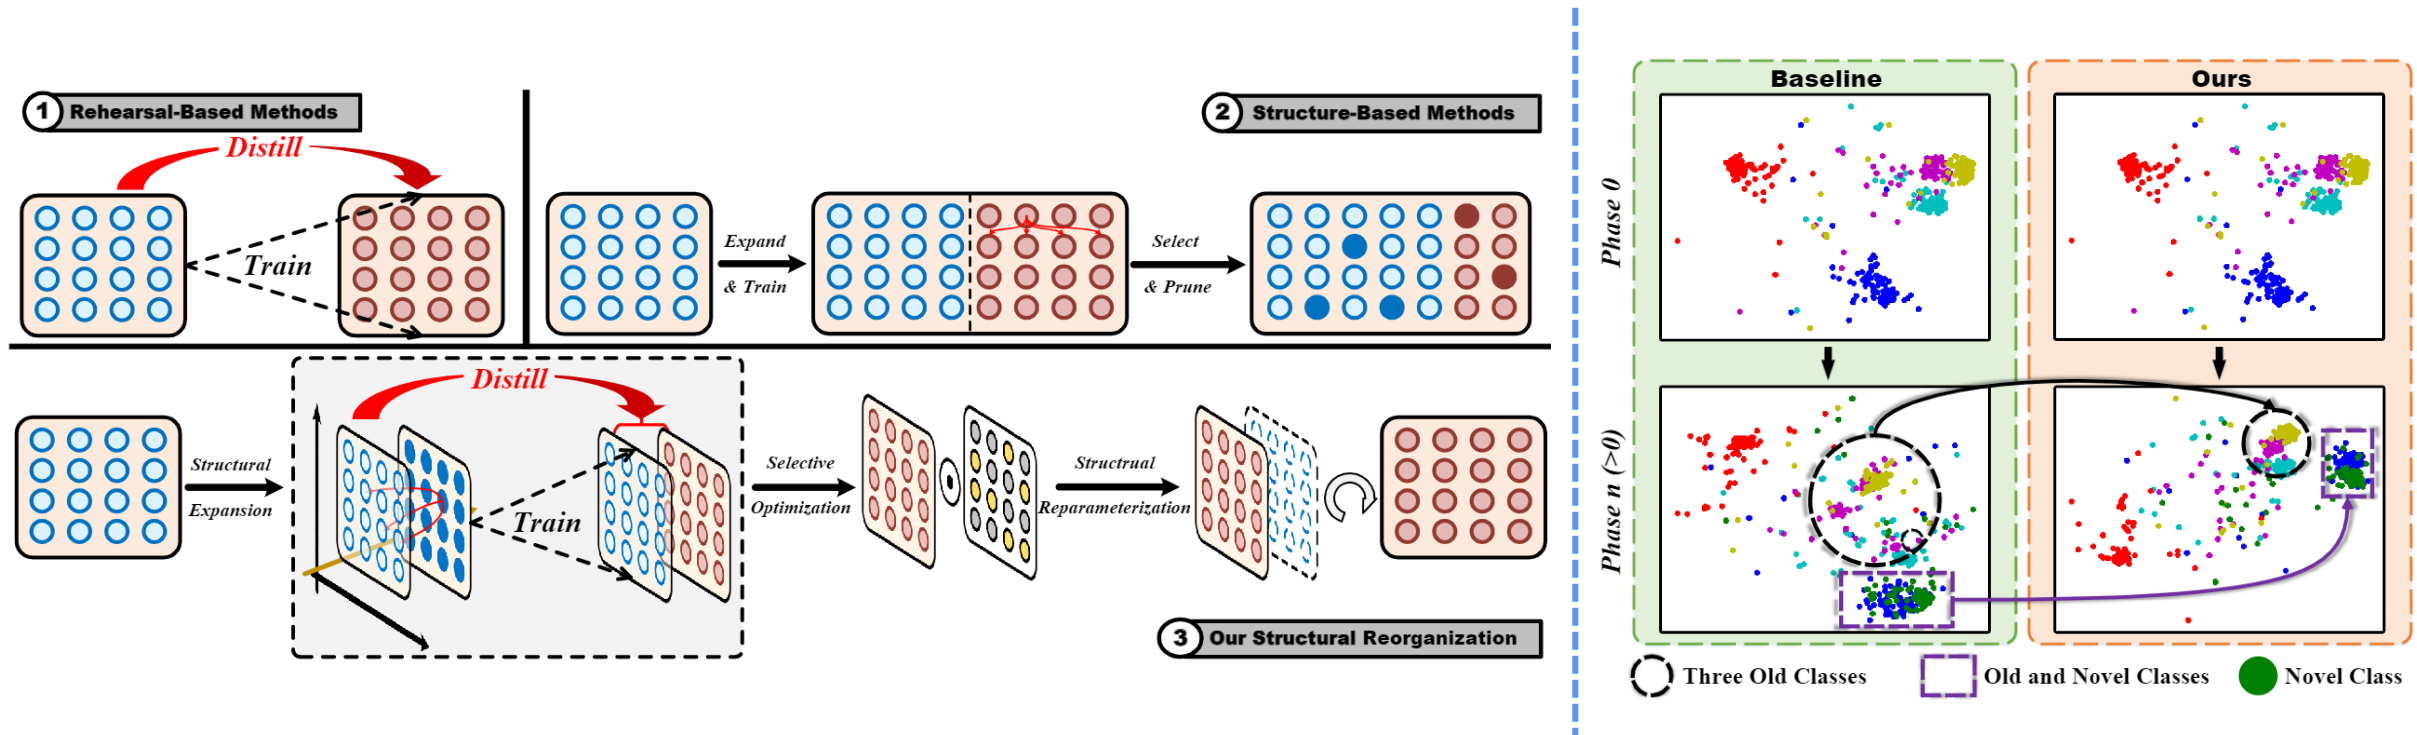 1 Rehearsal-Based Methods
Distill
Train
2 Structure-Based Methods
Expand
& Train
Select
& Prune
Structural
Expansion
Distill
Train
Selective
Optimization
Structrual
Reparameterization
3 Our Structural Reorganization
Baseline
Ours
Phase 0
Phase n (>0)
Three Old Classes
Old and Novel Classes
Novel Class